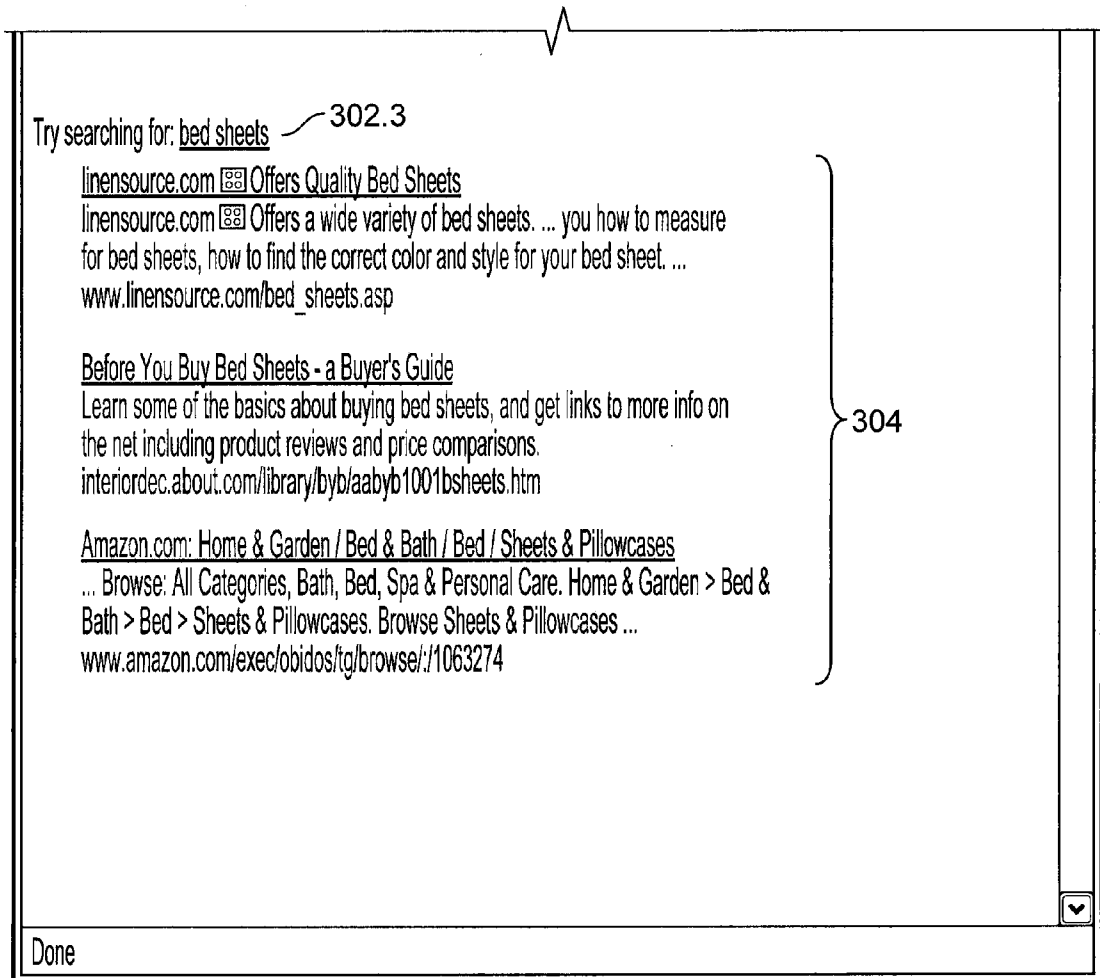 Try searching for: bed sheets 302.3
linensource.com Offers Quality Bed Sheets
linensource.com Offers a wide variety of bed sheets. ... you how to measure
for bed sheets, how to find the correct color and style for your bed sheet. ...
www.linensource.com/bed_sheets.asp
Before You Buy Bed Sheets - a Buyer's Guide
Learn some of the basics about buying bed sheets, and get links to more info on
the net including product reviews and price comparisons.
interiordec.about.com/library/byb/aabyb1001bsheets.htm
304
Amazon.com: Home & Garden / Bed & Bath / Bed / Sheets & Pillowcases
... Browse: All Categories, Bath, Bed, Spa & Personal Care. Home & Garden > Bed &
Bath > Bed > Sheets & Pillowcases. Browse Sheets & Pillowcases ...
www.amazon.com/exec/obidos/tg/browse/:/1063274
Done